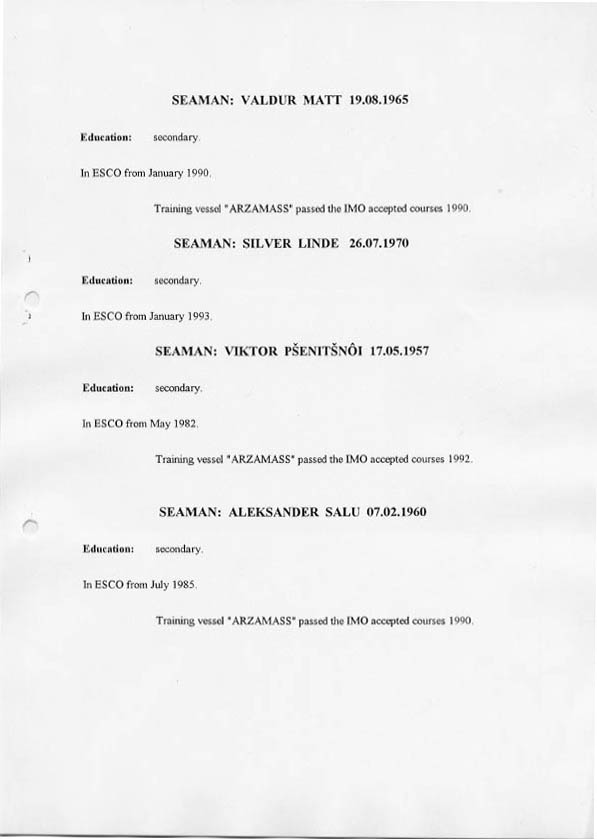 SEAMAN: VALDUR MATT 19.08.1965
Education: secondary.
In ESCO from January 1990.
Training vessel "ARZAMASS" passed the IMO accepted courses 1990.
SEAMAN: SILVER LINDE 26.07.1970
Education: secondary.
In ESCO from January 1993.
SEAMAN: VIKTOR PŠENITŠNÔI 17.05.1957
Education: secondary.
In ESCO from May 1982.
Training vessel "ARZAMASS" passed the IMO accepted courses 1992.
SEAMAN: ALEKSANDER SALU 07.02.1960
Education: secondary.
In ESCO from July 1985.
Training vessel "ARZAMASS" passed the IMO accepted courses 1990.